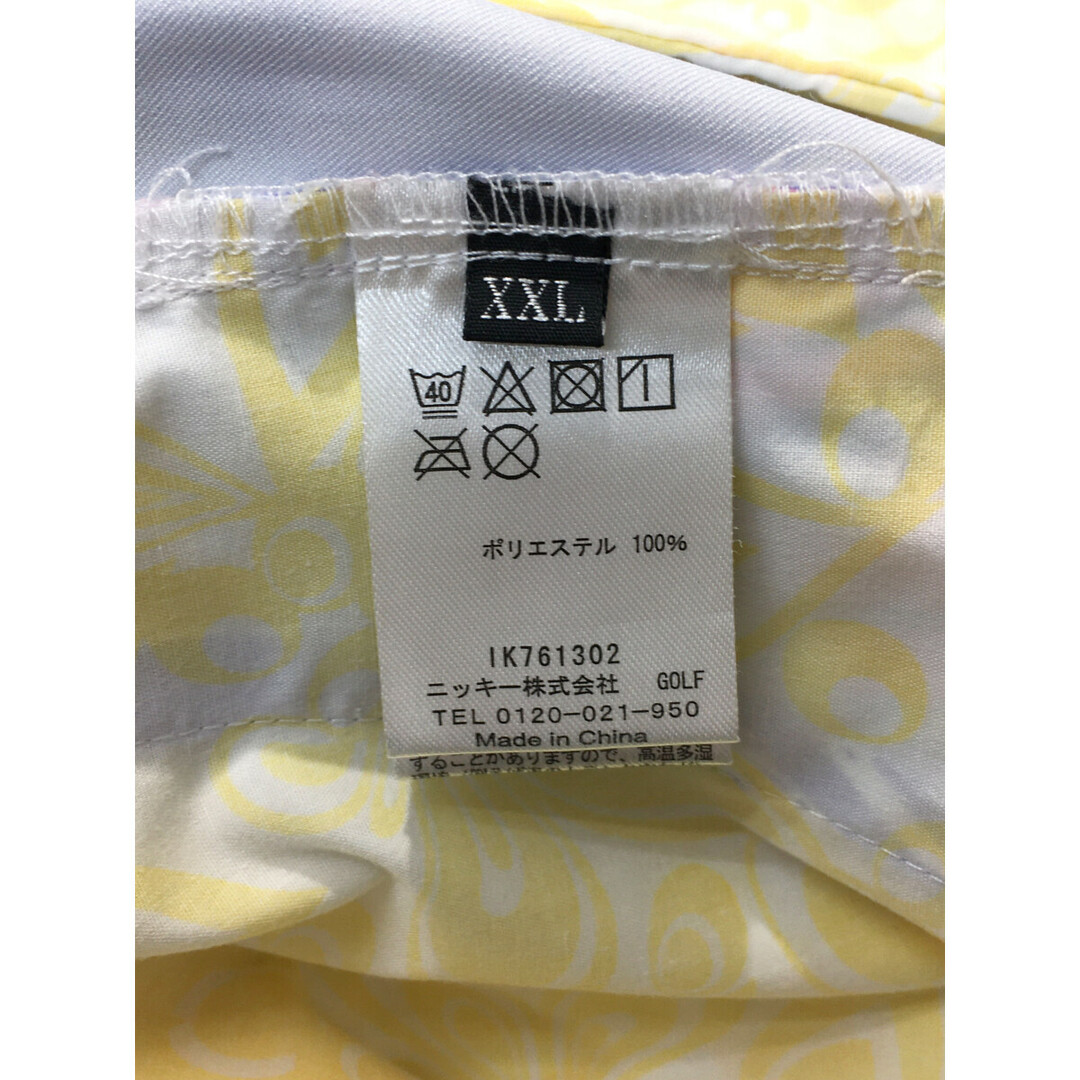 XXL
40
ポリエステル 100%
IK761302
ニッキー株式会社 GOLF
TEL 0120-021-950
Made in China
することがありますので、高温多湿